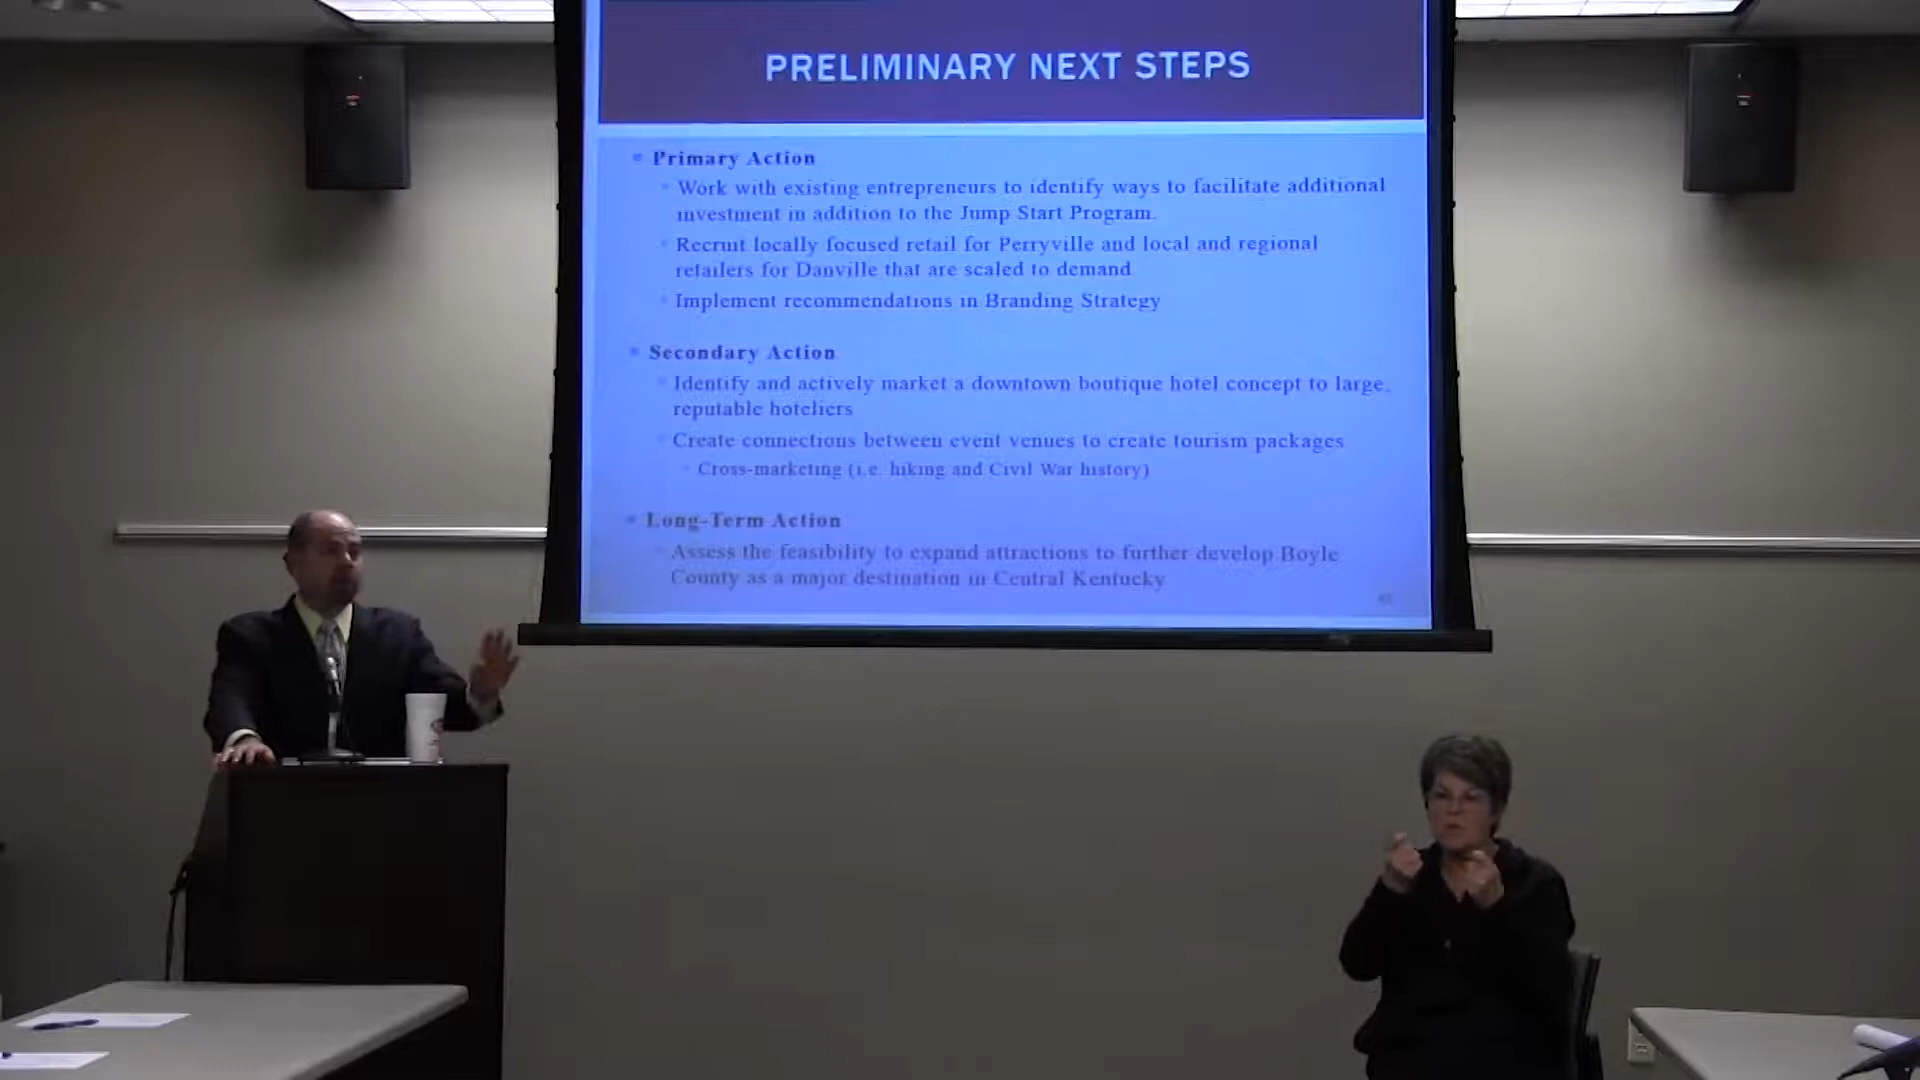 PRELIMINARY NEXT STEPS
Primary Action
Work with existing entrepreneurs to identify ways to facilitate additional
investment in addition to the Jump Start Program.
Recruit locally focused retail for Perryville and local and regional
retailers for Danville that are scaled to demand
Implement recommendations in Branding Strategy
Secondary Action
Identify and actively market a downtown boutique hotel concept to large,
reputable hoteliers
Create connections between event venues to create tourism packages
Cross-marketing (i.e. hiking and Civil War history)
Long-Term Action
Assess the feasibility to expand attractions to further develop Boyle
County as a major destination in Central Kentucky